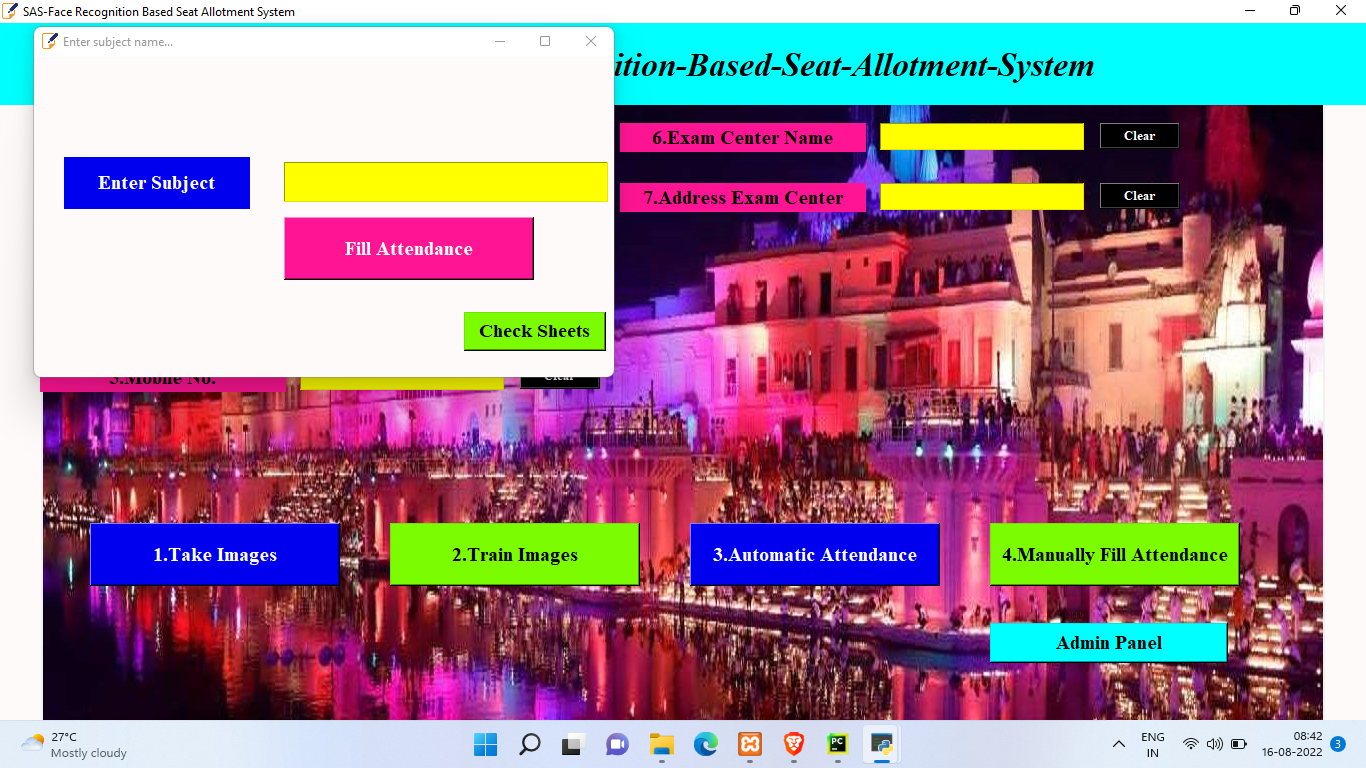 SAS-Face Recognition Based Seat Allotment System
Enter subject name...
ition-Based-Seat-Allotment-System
6.Exam Center Name
Clear
Enter Subject
7.Address Exam Center
Clear
Fill Attendance
Check Sheets
5.Mobile No.
Clear
1.Take Images
2.Train Images
3.Automatic Attendance
4.Manually Fill Attendance
Admin Panel
27°C
Mostly cloudy
PC
ENG
IN
08:42
16-08-2022
3